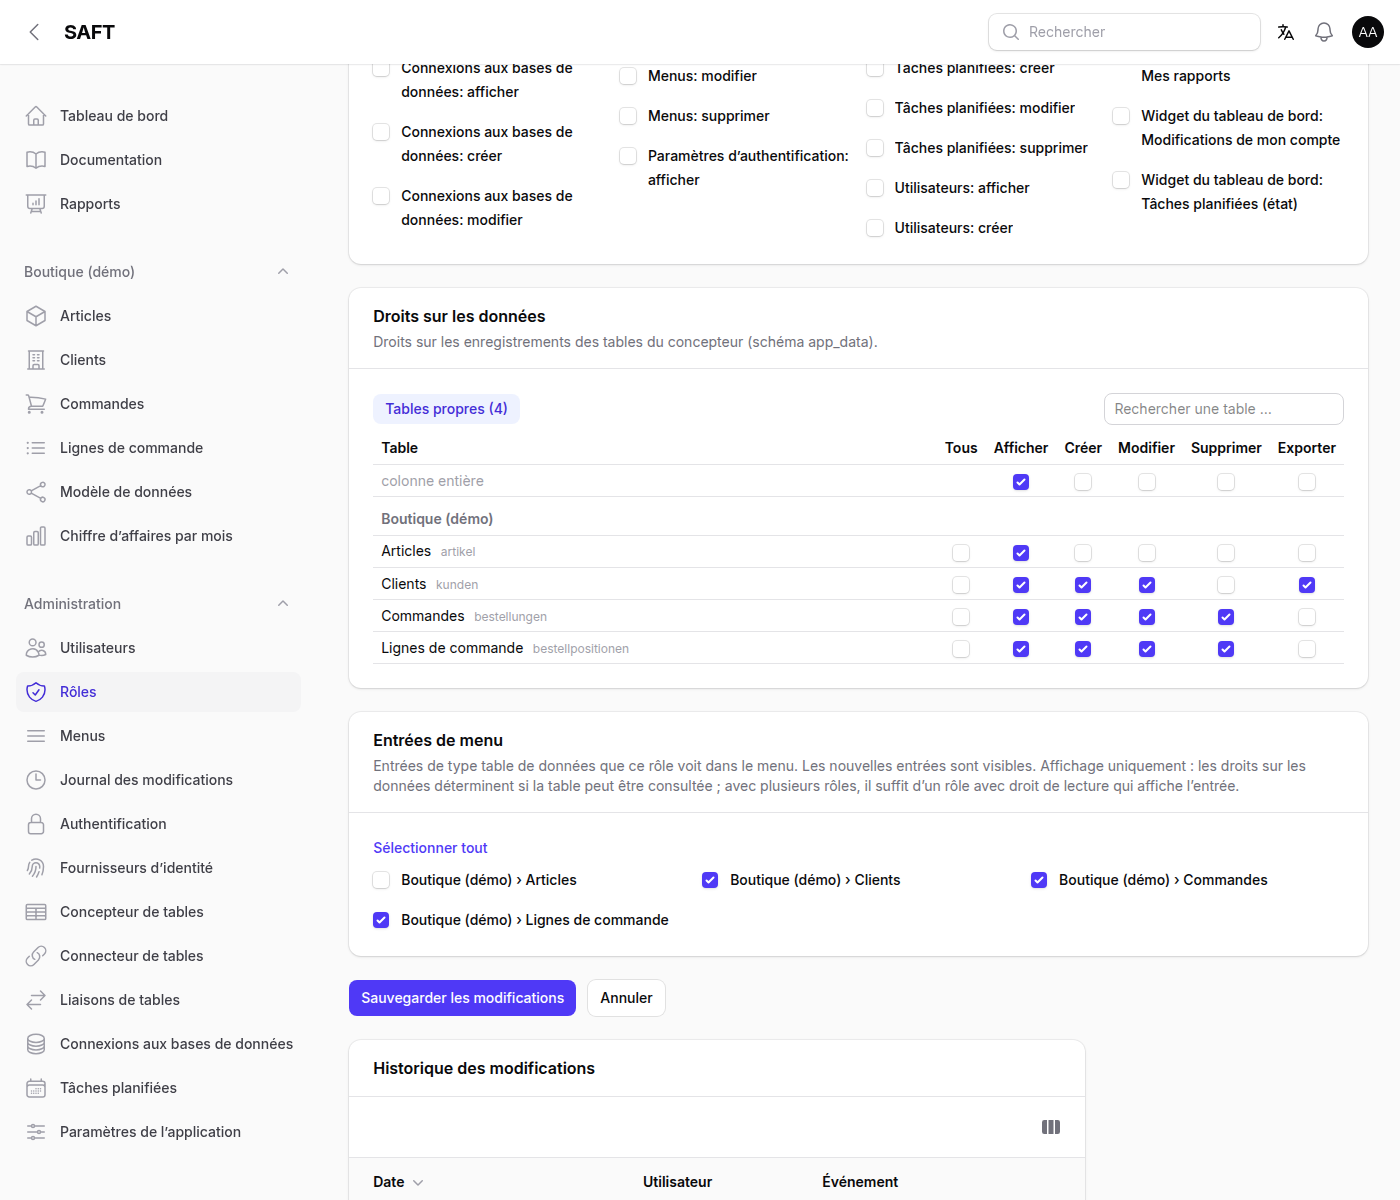 SAFT
Rechercher
AA
Tableau de bord
Documentation
Rapports
Boutique (démo)
Articles
Clients
Commandes
Lignes de commande
Modèle de données
Chiffre d’affaires par mois
Administration
Utilisateurs
Rôles
Menus
Journal des modifications
Authentification
Fournisseurs d’identité
Concepteur de tables
Connecteur de tables
Liaisons de tables
Connexions aux bases de données
Tâches planifiées
Paramètres de l’application
Connexions aux bases de
données: afficher
Connexions aux bases de
données: créer
Connexions aux bases de
données: modifier
Menus: modifier
Menus: supprimer
Paramètres d’authentification:
afficher
Tâches planifiées: créer
Tâches planifiées: modifier
Tâches planifiées: supprimer
Utilisateurs: afficher
Utilisateurs: créer
Mes rapports
Widget du tableau de bord:
Modifications de mon compte
Widget du tableau de bord:
Tâches planifiées (état)
Droits sur les données
Droits sur les enregistrements des tables du concepteur (schéma app_data).
Tables propres (4)
Rechercher une table ...
Table Tous Afficher Créer Modifier Supprimer Exporter
colonne entière
Boutique (démo)
Articles artikel
Clients kunden
Commandes bestellungen
Lignes de commande bestellpositionen
Entrées de menu
Entrées de type table de données que ce rôle voit dans le menu. Les nouvelles entrées sont visibles. Affichage uniquement : les droits sur les
données déterminent si la table peut être consultée ; avec plusieurs rôles, il suffit d’un rôle avec droit de lecture qui affiche l’entrée.
Sélectionner tout
Boutique (démo) › Articles
Boutique (démo) › Clients
Boutique (démo) › Commandes
Boutique (démo) › Lignes de commande
Sauvegarder les modifications
Annuler
Historique des modifications
Date Utilisateur Événement